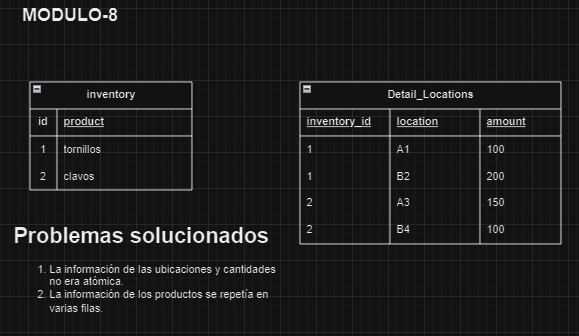 MODULO-8
inventory
id product
1 tornillos
2 clavos
Detail_Locations
inventory_id location amount
1 A1 100
1 B2 200
2 A3 150
2 B4 100
Problemas solucionados
1. La información de las ubicaciones y cantidades
no era atómica.
2. La información de los productos se repetía en
varias filas.